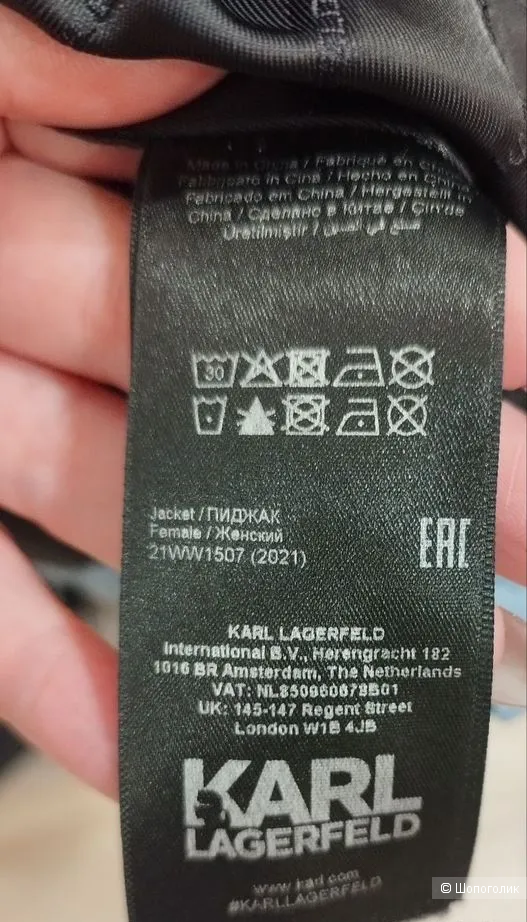 Made in China / Fabriqué en
Fabbricato in Cina / Hecho en
Fabricado em China / Hergestellt in
China / Сделано в Китае / Çin'de
Üretilmiştir / صنع في الصين
30
Jacket / ПИДЖАК
Female / Женский
21WW1507 (2021)
EAC
KARL LAGERFELD
International B.V., Herengracht 182
1016 BR Amsterdam, The Netherlands
VAT: NL850960678B01
UK: 145-147 Regent Street
London W1B 4JB
KARL
LAGERFELD
www.karl.com
#KARLLAGERFELD
Шопоголик